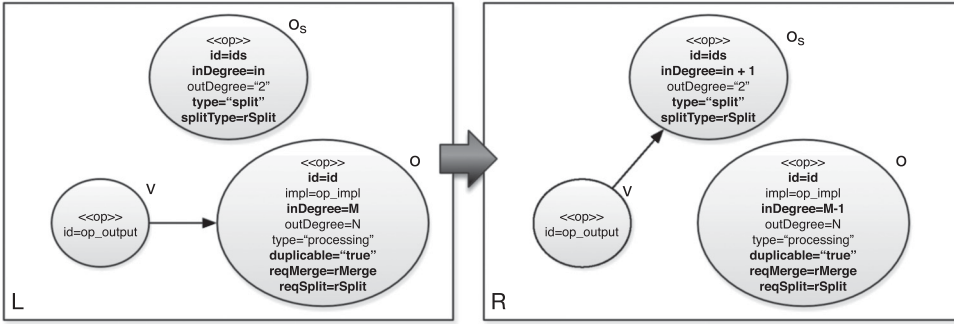 O_S
<<op>>
id=ids
inDegree=in
outDegree=“2”
type=“split”
splitType=rSplit
O
<<op>>
id=id
impl=op_impl
inDegree=M
outDegree=N
type=“processing”
duplicable=“true”
reqMerge=rMerge
reqSplit=rSplit
V
<<op>>
id=op_output
L
O_S
<<op>>
id=ids
inDegree=in + 1
outDegree=“2”
type=“split”
splitType=rSplit
O
<<op>>
id=id
impl=op_impl
inDegree=M-1
outDegree=N
type=“processing”
duplicable=“true”
reqMerge=rMerge
reqSplit=rSplit
V
<<op>>
id=op_output
R